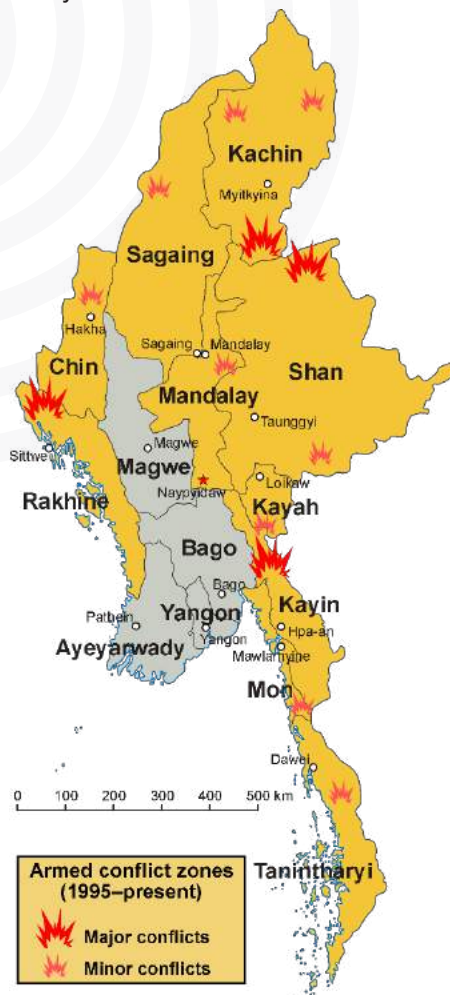 Kachin
Myitkyina
Sagaing
Hakha
Sagaing
Mandalay
Chin
Shan
Mandalay
Taunggyi
Magwe
Sittwe
Magwe
Loikaw
Naypyidaw
Rakhine
Kayah
Bago
Bago
Kayin
Pathein
Yangon
Yangon
Hpa-an
Ayeyarwady
Mawlamyine
Mon
Dawei
0 100 200 300 400 500 km
Tanintharyi
Armed conflict zones
(1995–present)
Major conflicts
Minor conflicts